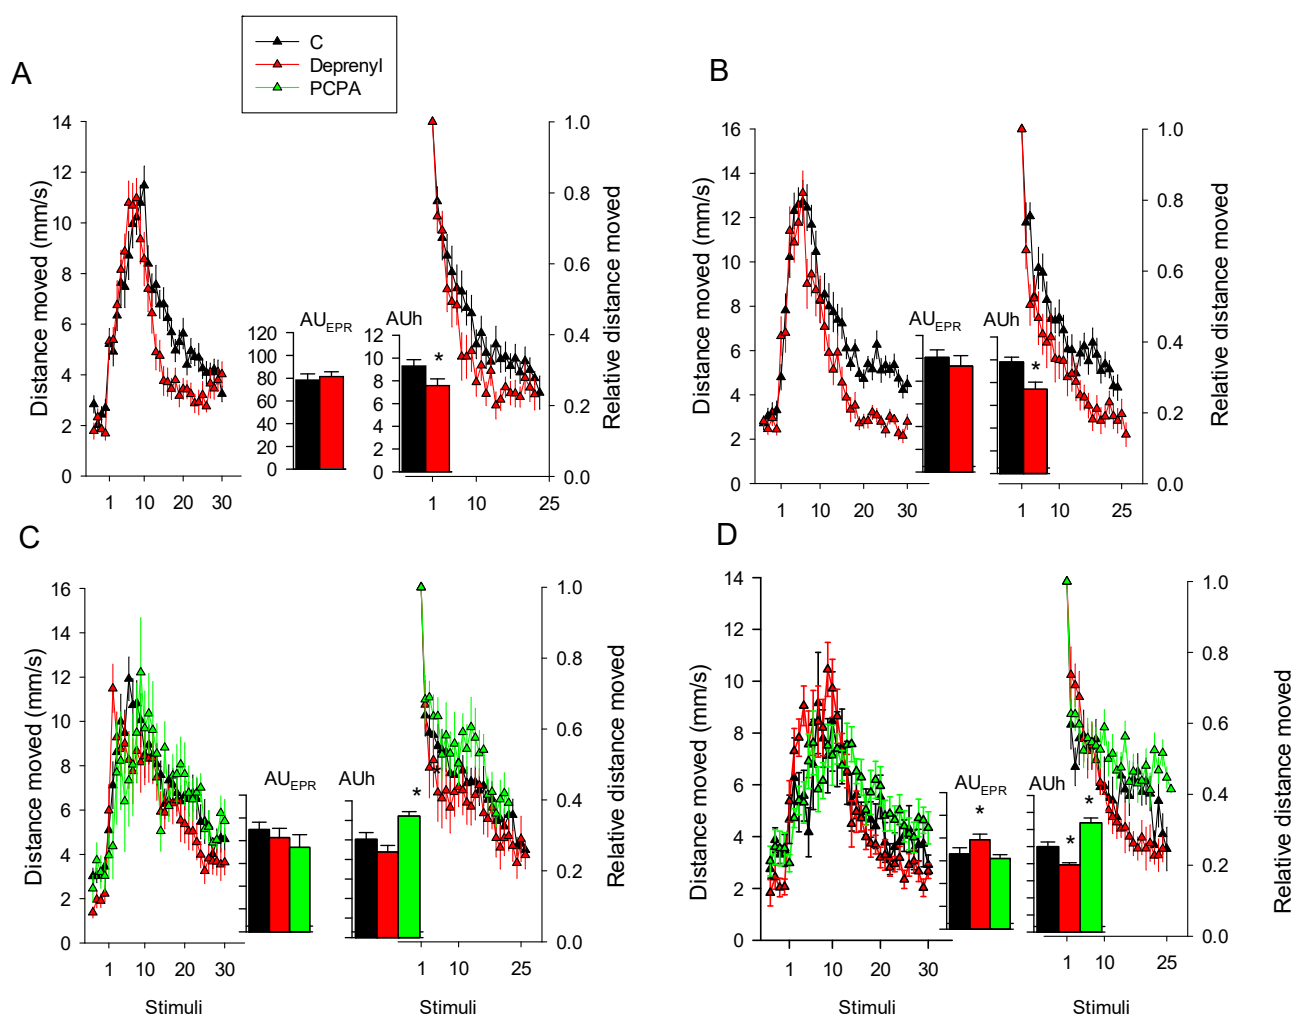 C
Deprenyl
PCPA
A
14
12
10
8
6
4
2
0
Distance moved (mm/s)
1 10 20 30
AU_EPR
120
100
80
60
40
20
0
AUh
12
10
8
6
4
2
0
*
1 10 25
1.0
0.8
0.6
0.4
0.2
0.0
Relative distance moved
B
16
14
12
10
8
6
4
2
0
Distance moved (mm/s)
1 10 20 30
AU_EPR
AUh
*
1 10 25
1.0
0.8
0.6
0.4
0.2
0.0
Relative distance moved
C
16
14
12
10
8
6
4
2
0
Distance moved (mm/s)
1 10 20 30
Stimuli
AU_EPR
AUh
*
*
1 10 25
Stimuli
1.0
0.8
0.6
0.4
0.2
0.0
Relative distance moved
D
14
12
10
8
6
4
2
0
Distance moved (mm/s)
1 10 20 30
Stimuli
AU_EPR
*
AUh
*
*
1 10 25
Stimuli
1.0
0.8
0.6
0.4
0.2
0.0
Relative distance moved